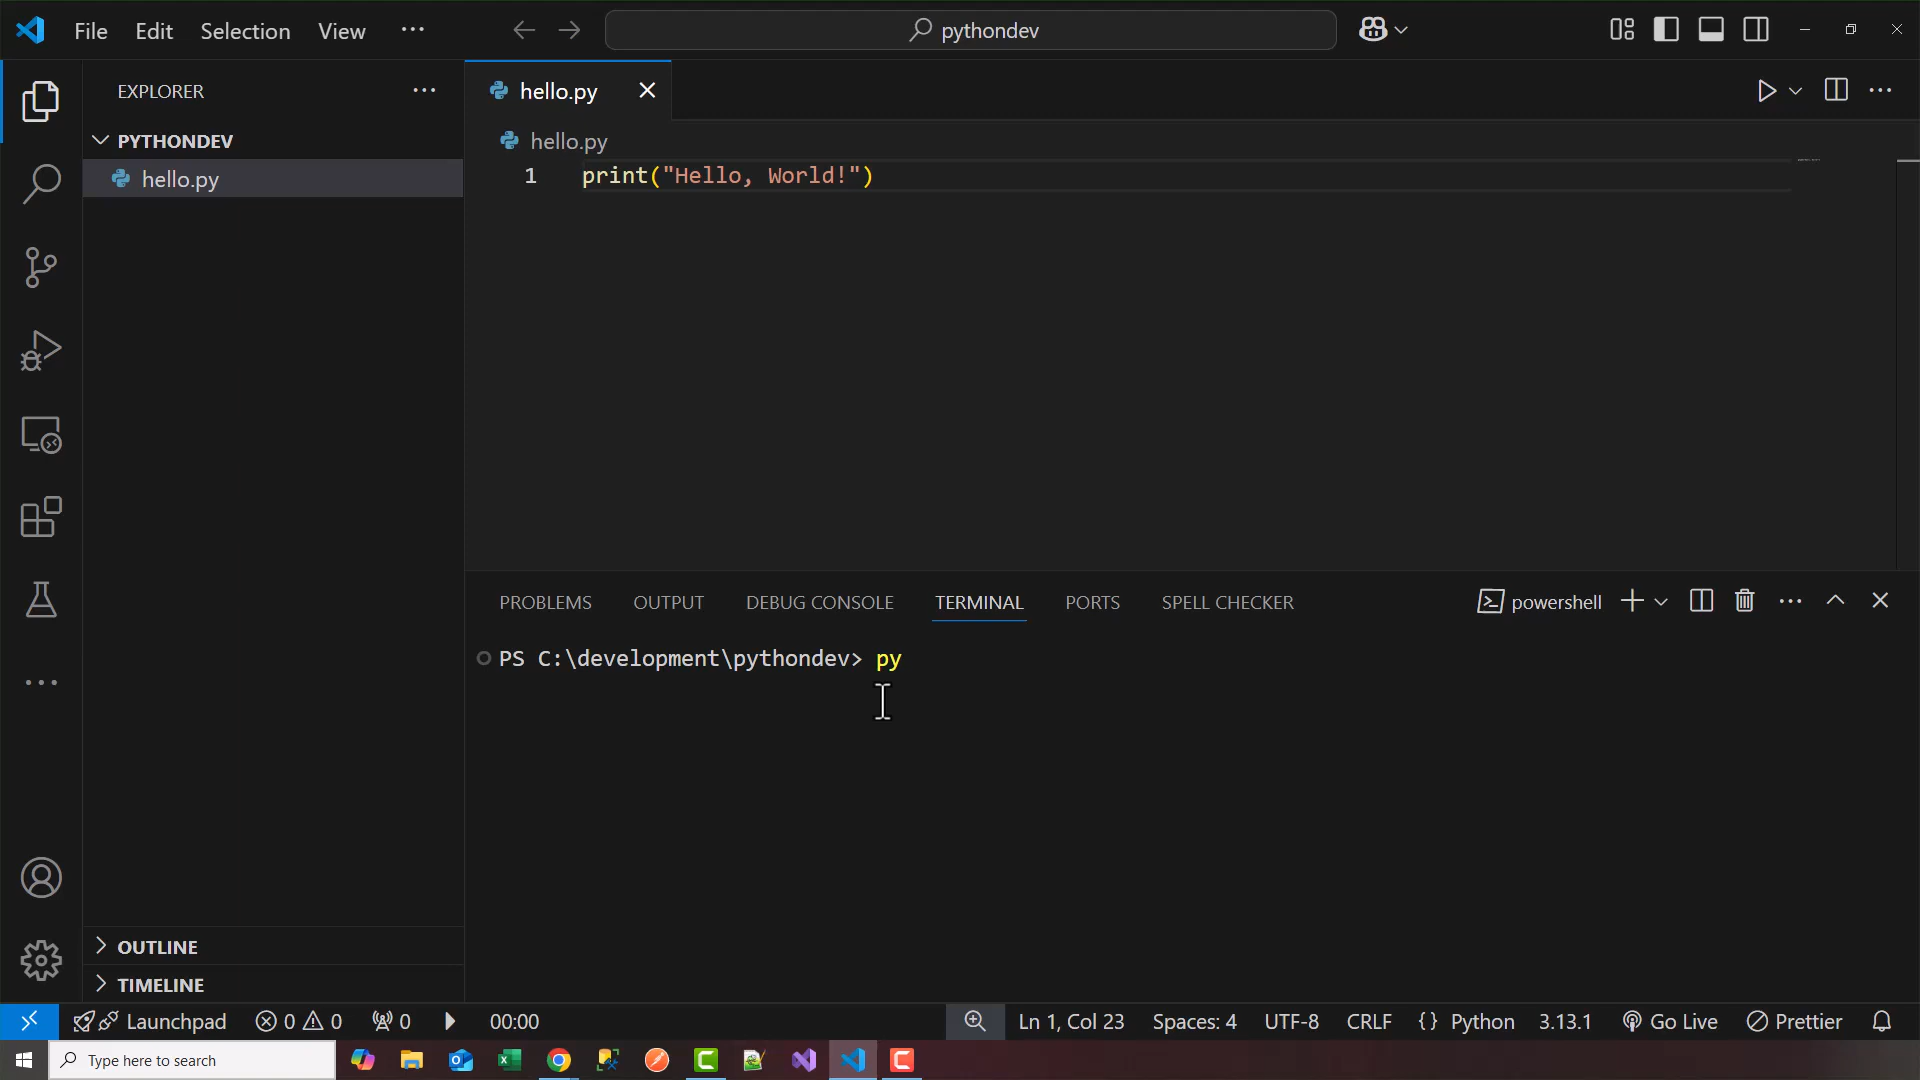 File Edit Selection View ··· pythondev
EXPLORER ···
PYTHONDEV
hello.py
hello.py
hello.py
1 print("Hello, World!")
PROBLEMS OUTPUT DEBUG CONSOLE TERMINAL PORTS SPELL CHECKER powershell
PS C:\development\pythondev> py
OUTLINE
TIMELINE
Launchpad 0 0 0 00:00 Ln 1, Col 23 Spaces: 4 UTF-8 CRLF {} Python 3.13.1 Go Live Prettier
Type here to search